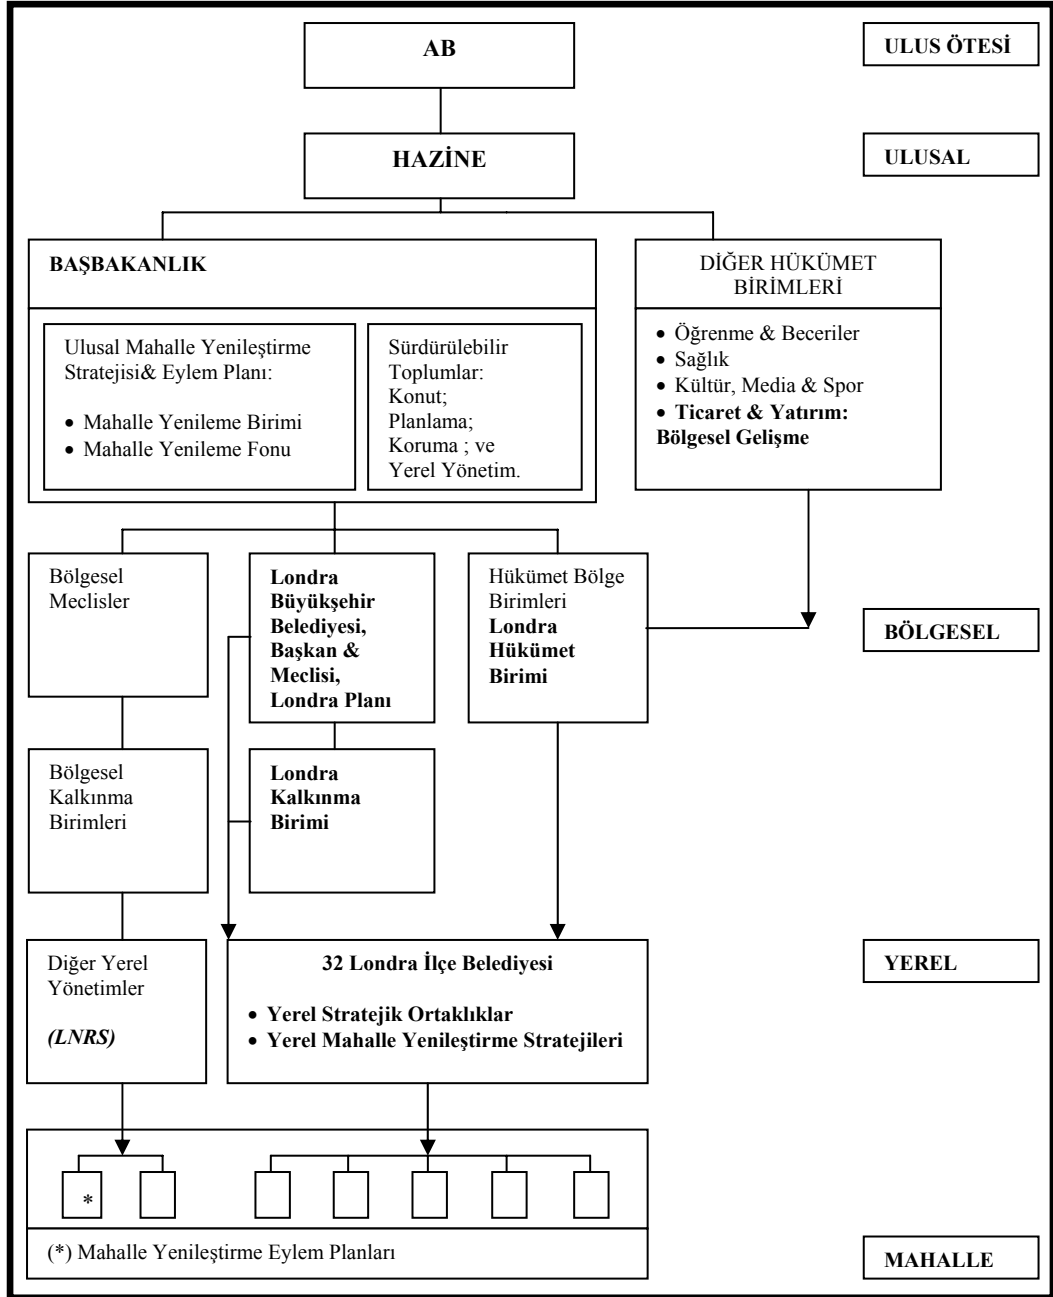 AB
ULUS ÖTESİ
HAZİNE
ULUSAL
BAŞBAKANLIK
Ulusal Mahalle Yenileştirme
Stratejisi& Eylem Planı:
• Mahalle Yenileme Birimi
• Mahalle Yenileme Fonu
Sürdürülebilir
Toplumlar:
Konut;
Planlama;
Koruma ; ve
Yerel Yönetim.
DİĞER HÜKÜMET
BİRİMLERİ
• Öğrenme & Beceriler
• Sağlık
• Kültür, Media & Spor
• Ticaret & Yatırım:
Bölgesel Gelişme
Bölgesel
Meclisler
Londra
Büyükşehir
Belediyesi,
Başkan &
Meclisi,
Londra Planı
Hükümet Bölge
Birimleri
Londra
Hükümet
Birimi
BÖLGESEL
Bölgesel
Kalkınma
Birimleri
Londra
Kalkınma
Birimi
Diğer Yerel
Yönetimler
(LNRS)
32 Londra İlçe Belediyesi
• Yerel Stratejik Ortaklıklar
• Yerel Mahalle Yenileştirme Stratejileri
YEREL
*
(*) Mahalle Yenileştirme Eylem Planları
MAHALLE